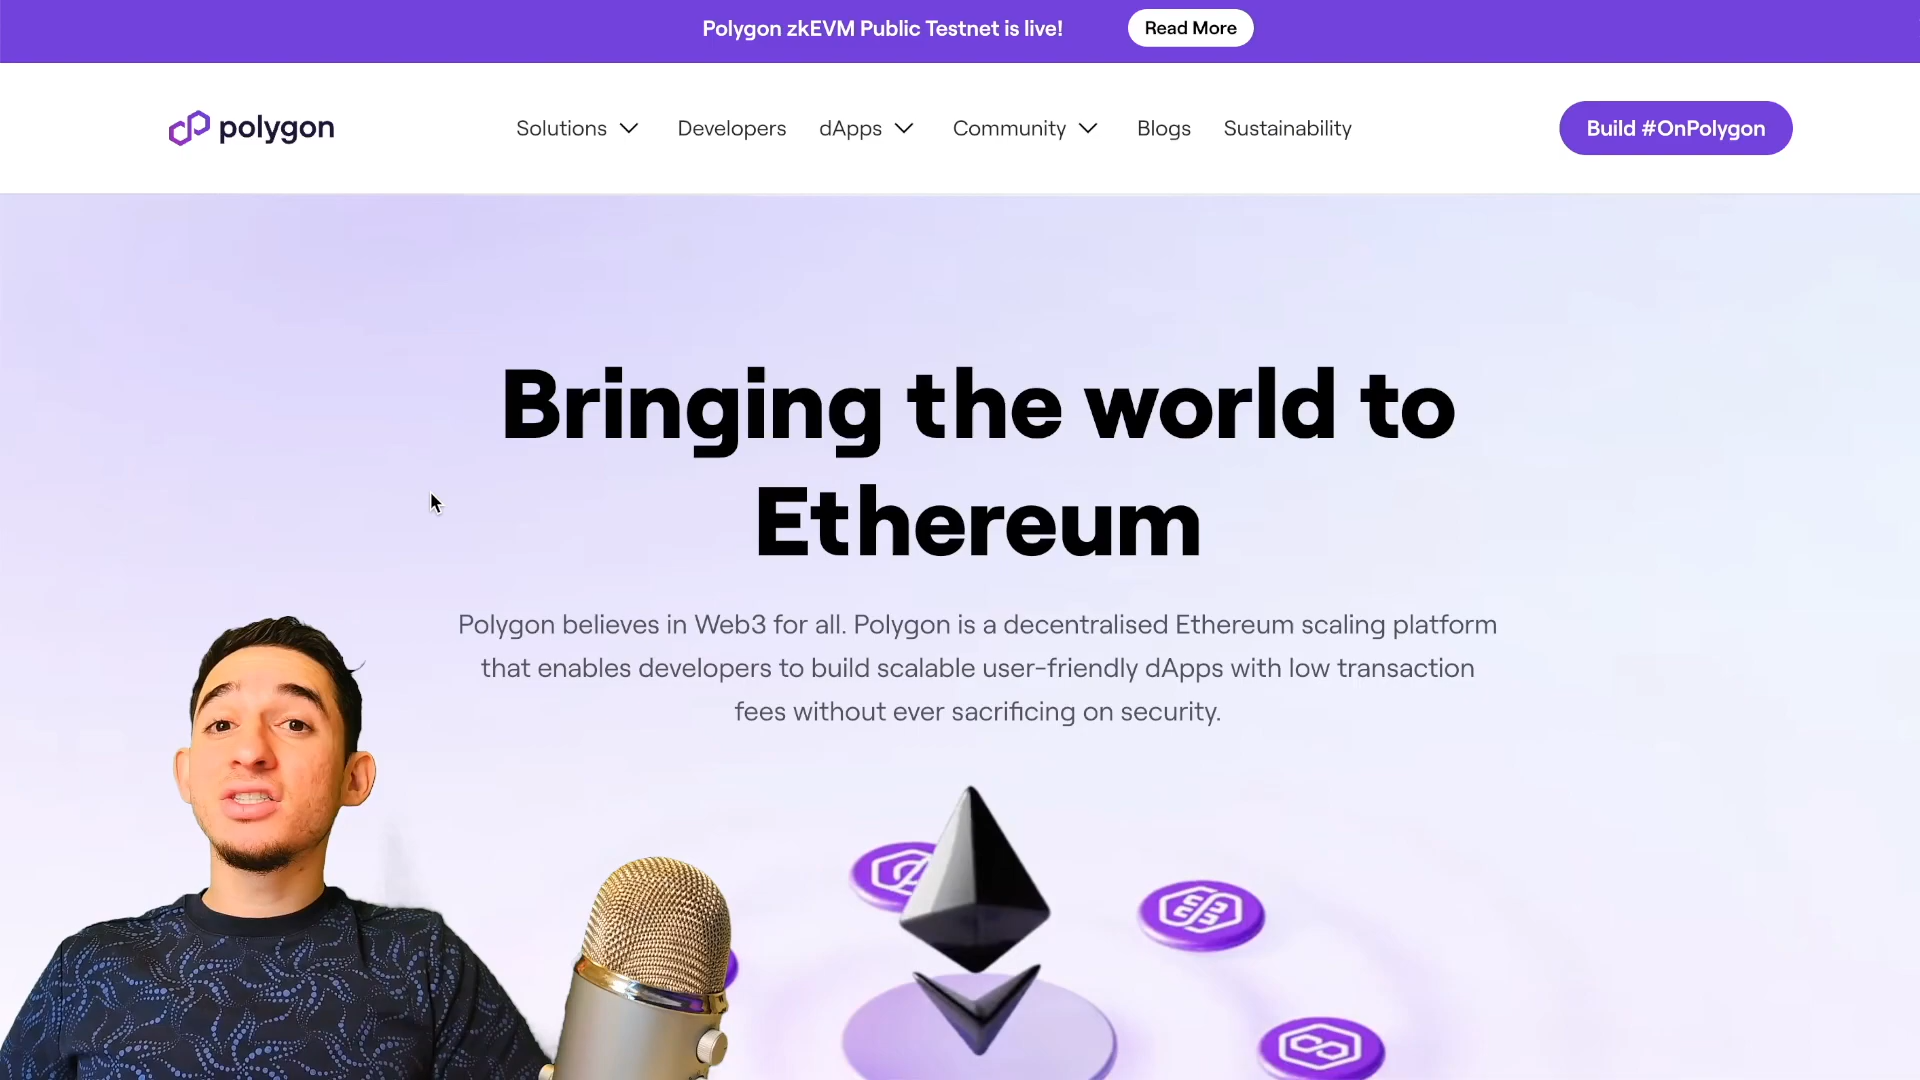 Polygon zkEVM Public Testnet is live! Read More
polygon Solutions Developers dApps Community Blogs Sustainability Build #OnPolygon
Bringing the world to
Ethereum
Polygon believes in Web3 for all. Polygon is a decentralised Ethereum scaling platform
that enables developers to build scalable user-friendly dApps with low transaction
fees without ever sacrificing on security.